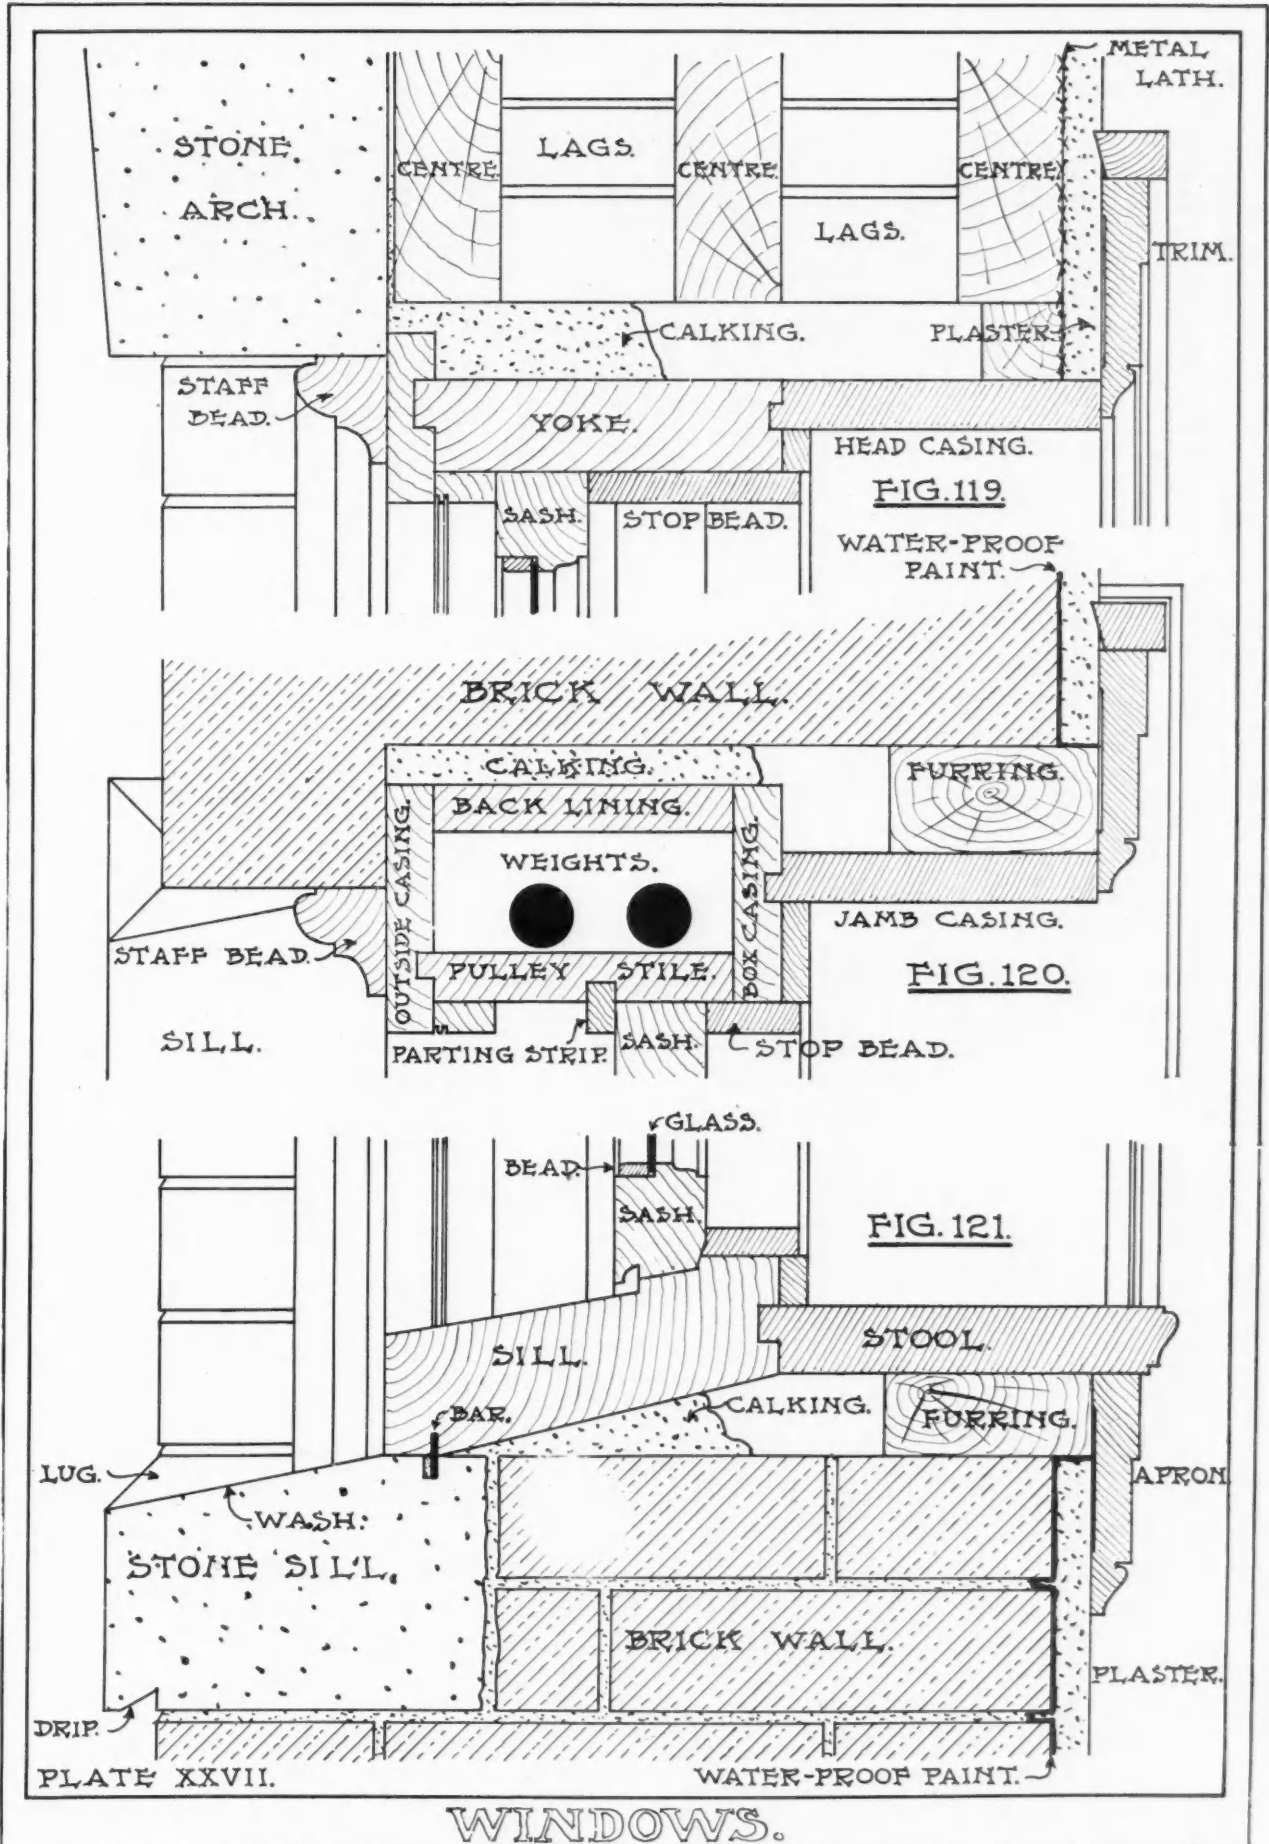 METAL
LATH.
STONE
ARCH.
CENTRE.
LAGS.
CENTRE.
CENTRE.
LAGS.
TRIM.
CALKING.
PLASTER
STAFF
BEAD.
YOKE.
HEAD CASING.
FIG. 119.
SASH.
STOP BEAD.
WATER-PROOF
PAINT.
BRICK WALL.
CALKING.
FURRING.
OUTSIDE CASING.
BACK LINING.
BOX CASING.
WEIGHTS.
JAMB CASING.
STAFF BEAD.
PULLEY STILE.
FIG. 120.
SILL.
PARTING STRIP.
SASH.
STOP BEAD.
GLASS.
BEAD.
SASH.
FIG. 121.
STOOL.
SILL.
CALKING.
FURRING.
BAR.
LUG.
APRON.
WASH.
STONE SILL.
BRICK WALL.
PLASTER.
DRIP.
PLATE XXVII.
WATER-PROOF PAINT.
WINDOWS.